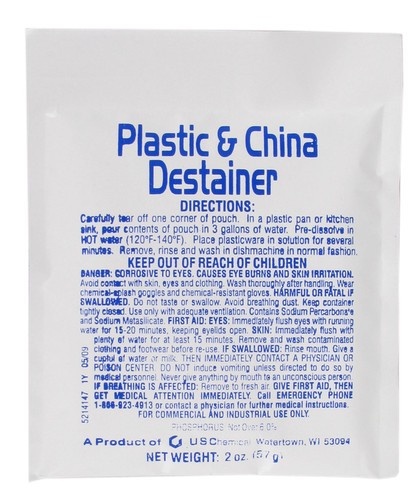 Plastic & China
Destainer
DIRECTIONS:
Carefully tear off one corner of pouch. In a plastic pan or kitchen
sink, pour contents of pouch in 3 gallons of water. Pre-dissolve in
HOT water (120°F-140°F). Place plasticware in solution for several
minutes. Remove, rinse and wash in dishmachine in normal fashion.
KEEP OUT OF REACH OF CHILDREN
DANGER: CORROSIVE TO EYES. CAUSES EYE BURNS AND SKIN IRRITATION.
Avoid contact with skin, eyes and clothing. Wash thoroughly after handling. Wear
chemical-splash goggles and chemical-resistant gloves. HARMFUL OR FATAL IF
SWALLOWED. Do not taste or swallow. Avoid breathing dust. Keep container
tightly closed. Use only with adequate ventilation. Contains Sodium Percarbonate
and Sodium Metasilicate. FIRST AID: EYES: Immediately flush eyes with running
water for 15-20 minutes, keeping eyelids open. SKIN: Immediately flush with
plenty of water for at least 15 minutes. Remove and wash contaminated
clothing and footwear before re-use. IF SWALLOWED: Rinse mouth. Give a
cupful of water or milk. THEN IMMEDIATELY CONTACT A PHYSICIAN OR
POISON CENTER. DO NOT induce vomiting unless directed to do so by
medical personnel. Never give anything by mouth to an unconscious person.
IF BREATHING IS AFFECTED: Remove to fresh air. GIVE FIRST AID, THEN
GET MEDICAL ATTENTION IMMEDIATELY. Call EMERGENCY PHONE
1-866-923-4913 or contact a physician for further medical instructions.
FOR COMMERCIAL AND INDUSTRIAL USE ONLY.
PHOSPHORUS: Not Over 6.0%
A Product of USChemical Watertown, WI 53094
NET WEIGHT: 2 oz. (57 g)
5214147 1Y 05/09